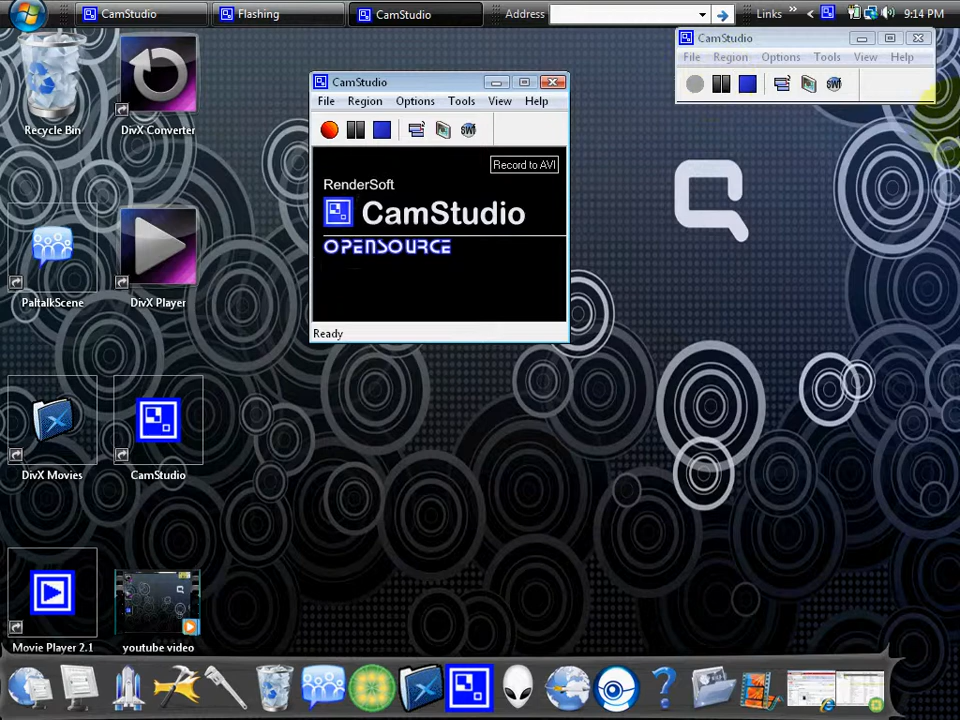 CamStudio
Flashing
CamStudio
Address
Links
9:14 PM
Recycle Bin
DivX Converter
PaltalkScene
DivX Player
DivX Movies
CamStudio
Movie Player 2.1
youtube video
CamStudio
File Region Options Tools View Help
Record to AVI
RenderSoft
CamStudio
OPENSOURCE
Ready
CamStudio
File Region Options Tools View Help